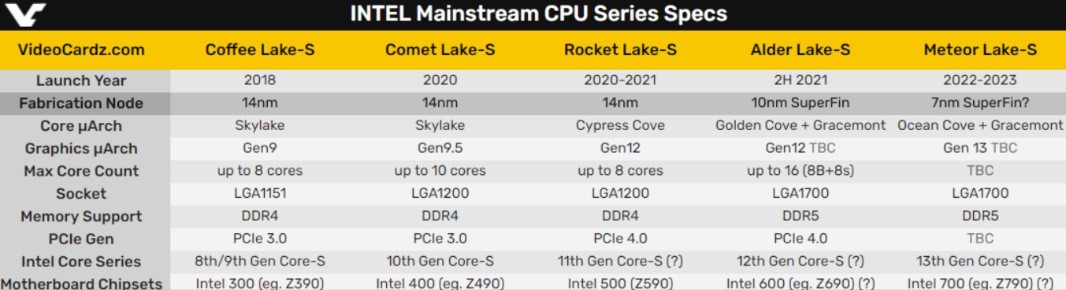 INTEL Mainstream CPU Series Specs
VideoCardz.com Coffee Lake-S Comet Lake-S Rocket Lake-S Alder Lake-S Meteor Lake-S
Launch Year 2018 2020 2020-2021 2H 2021 2022-2023
Fabrication Node 14nm 14nm 14nm 10nm SuperFin 7nm SuperFin?
Core µArch Skylake Skylake Cypress Cove Golden Cove + Gracemont Ocean Cove + Gracemont
Graphics µArch Gen9 Gen9.5 Gen12 Gen12 TBC Gen 13 TBC
Max Core Count up to 8 cores up to 10 cores up to 8 cores up to 16 (8B+8s) TBC
Socket LGA1151 LGA1200 LGA1200 LGA1700 LGA1700
Memory Support DDR4 DDR4 DDR4 DDR5 DDR5
PCIe Gen PCIe 3.0 PCIe 3.0 PCIe 4.0 PCIe 4.0 TBC
Intel Core Series 8th/9th Gen Core-S 10th Gen Core-S 11th Gen Core-S (?) 12th Gen Core-S (?) 13th Gen Core-S (?)
Motherboard Chipsets Intel 300 (eg. Z390) Intel 400 (eg. Z490) Intel 500 (Z590) Intel 600 (eg. Z690) (?) Intel 700 (eg. Z790) (?)